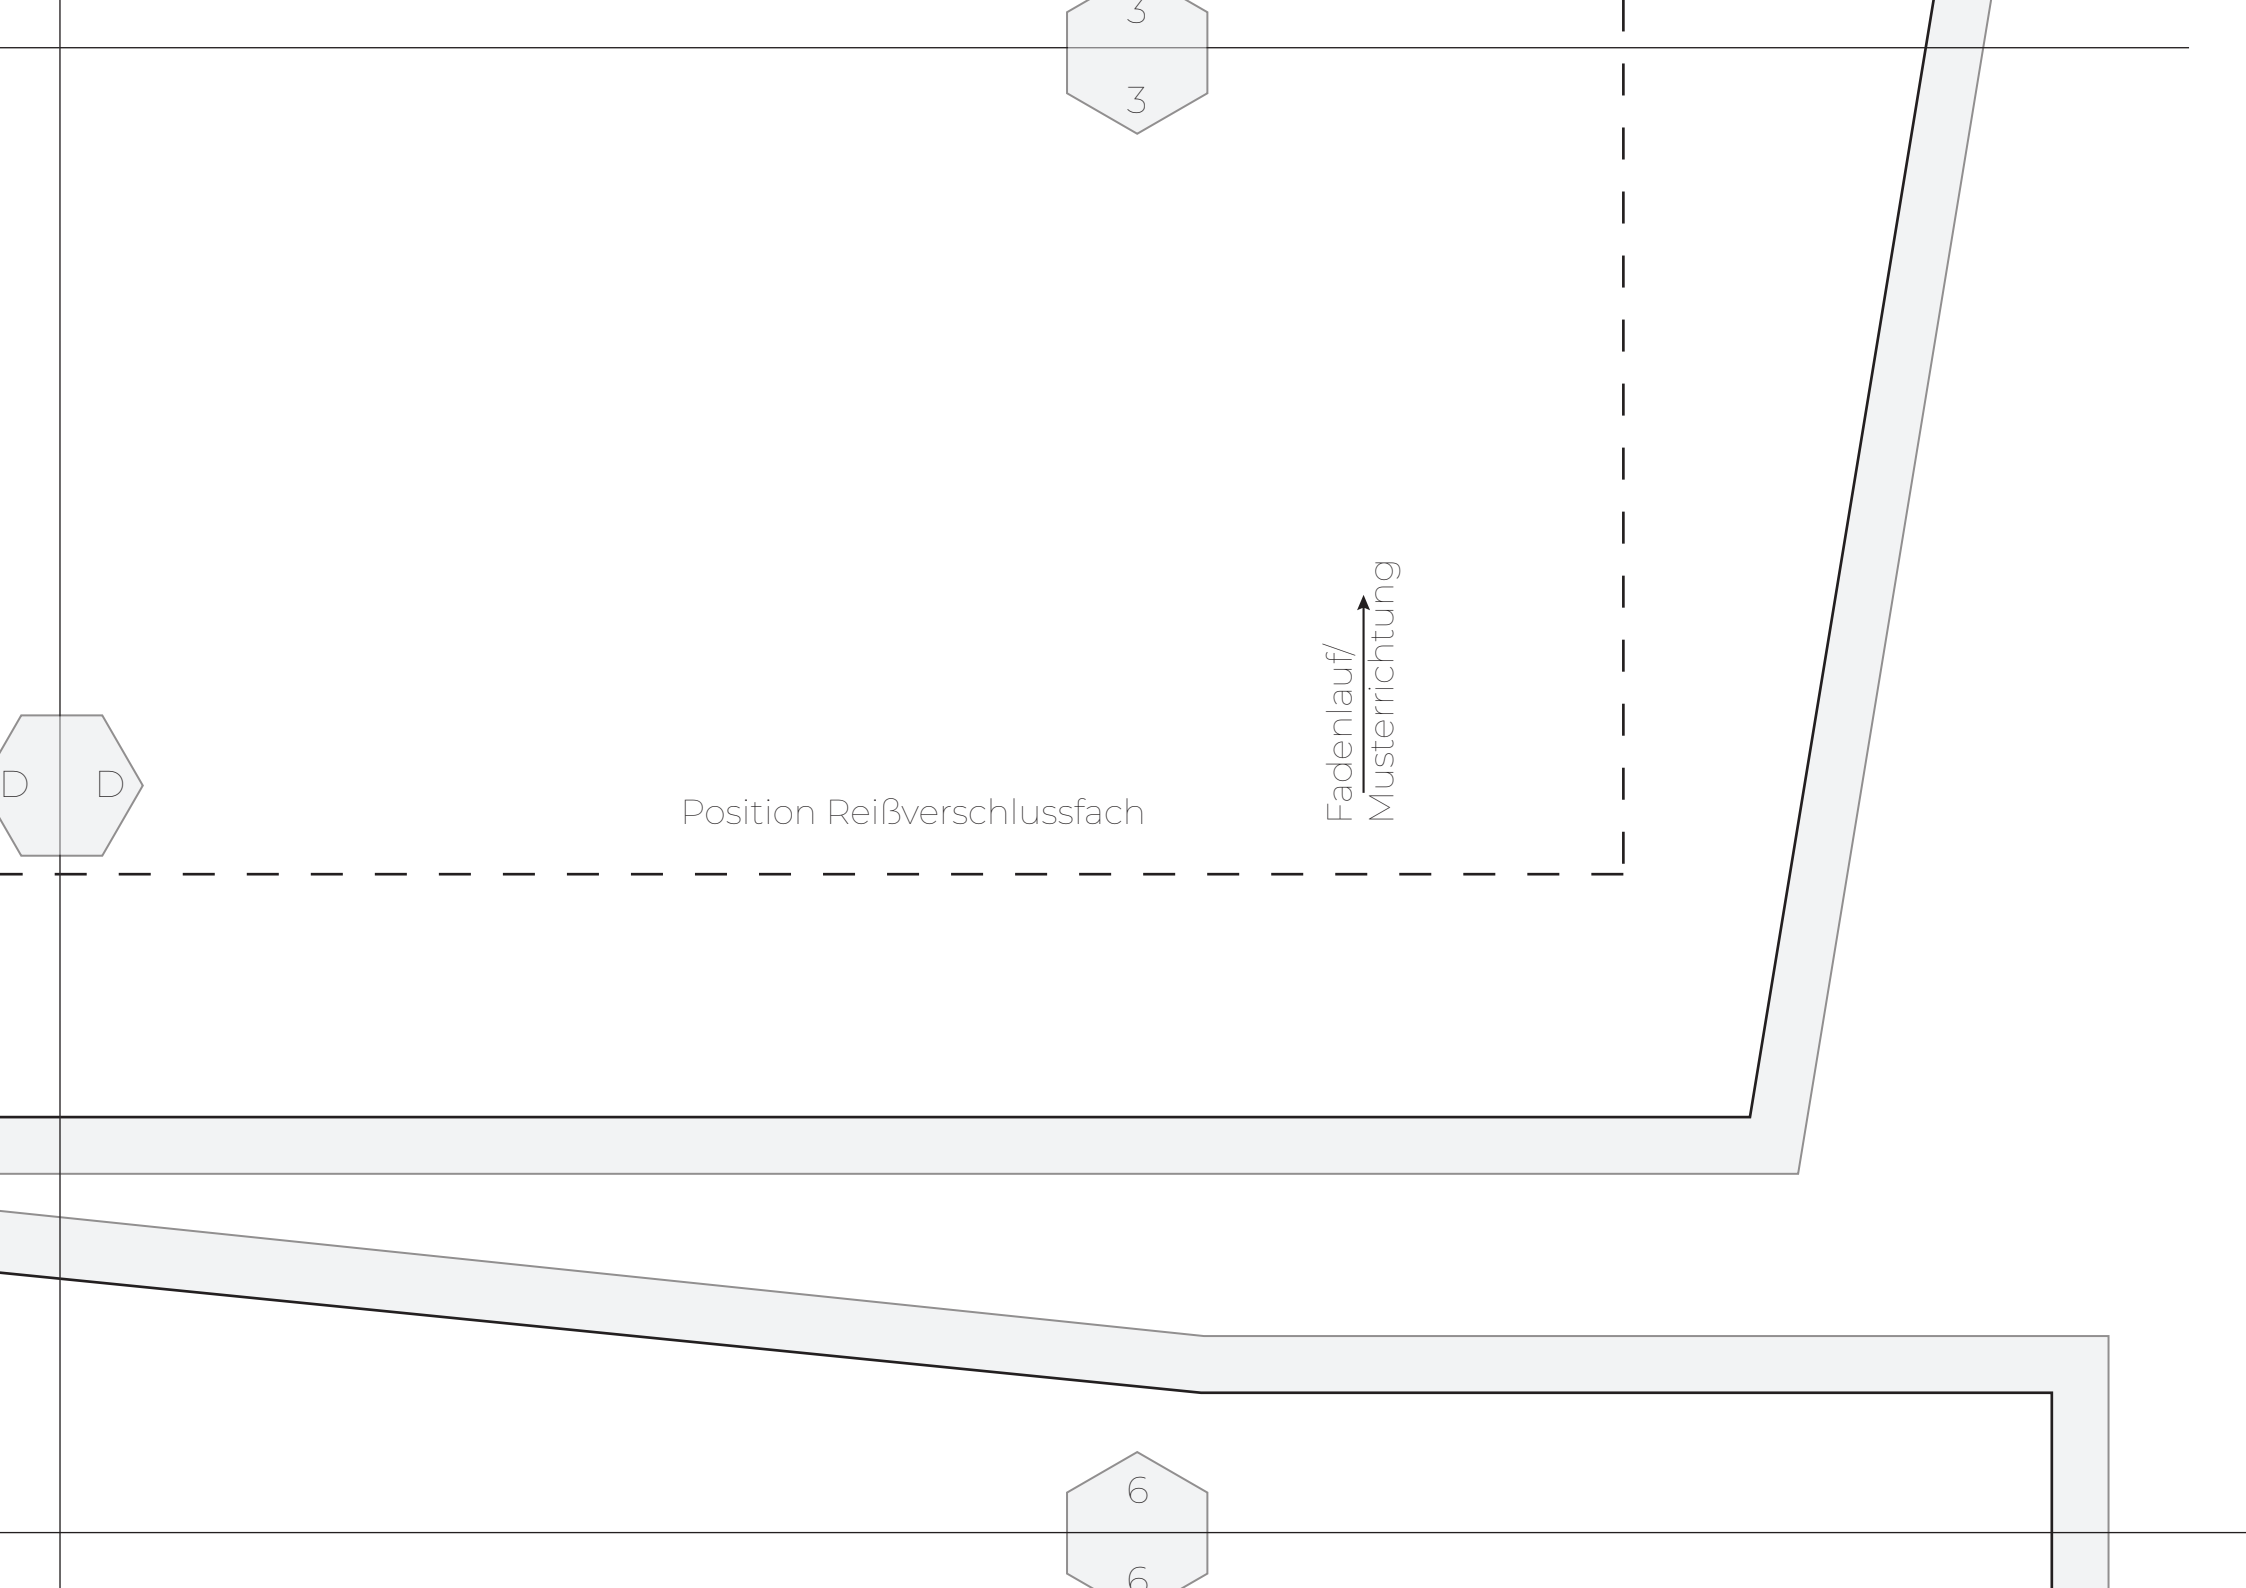 3
3
Fadenlauf/
Musterrichtung
D D
Position Reißverschlussfach
6
6